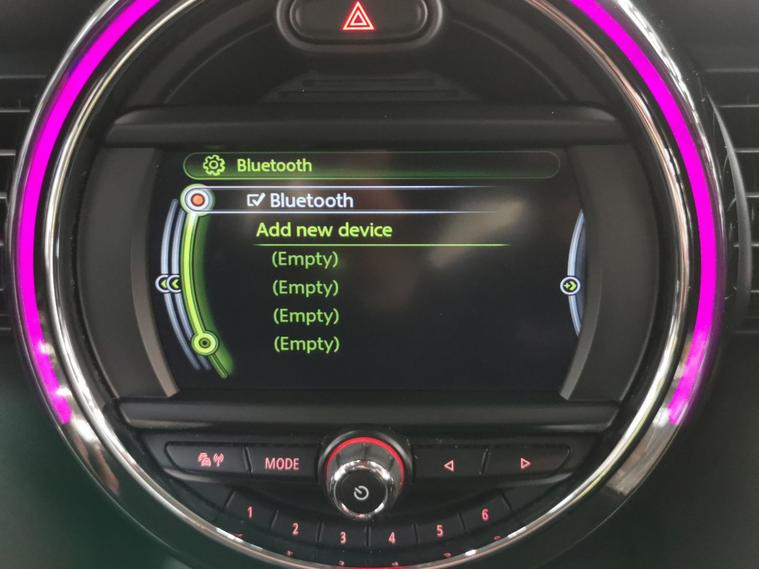 Bluetooth
Bluetooth
Add new device
(Empty)
(Empty)
(Empty)
(Empty)
MODE
1 2 3 4 5 6